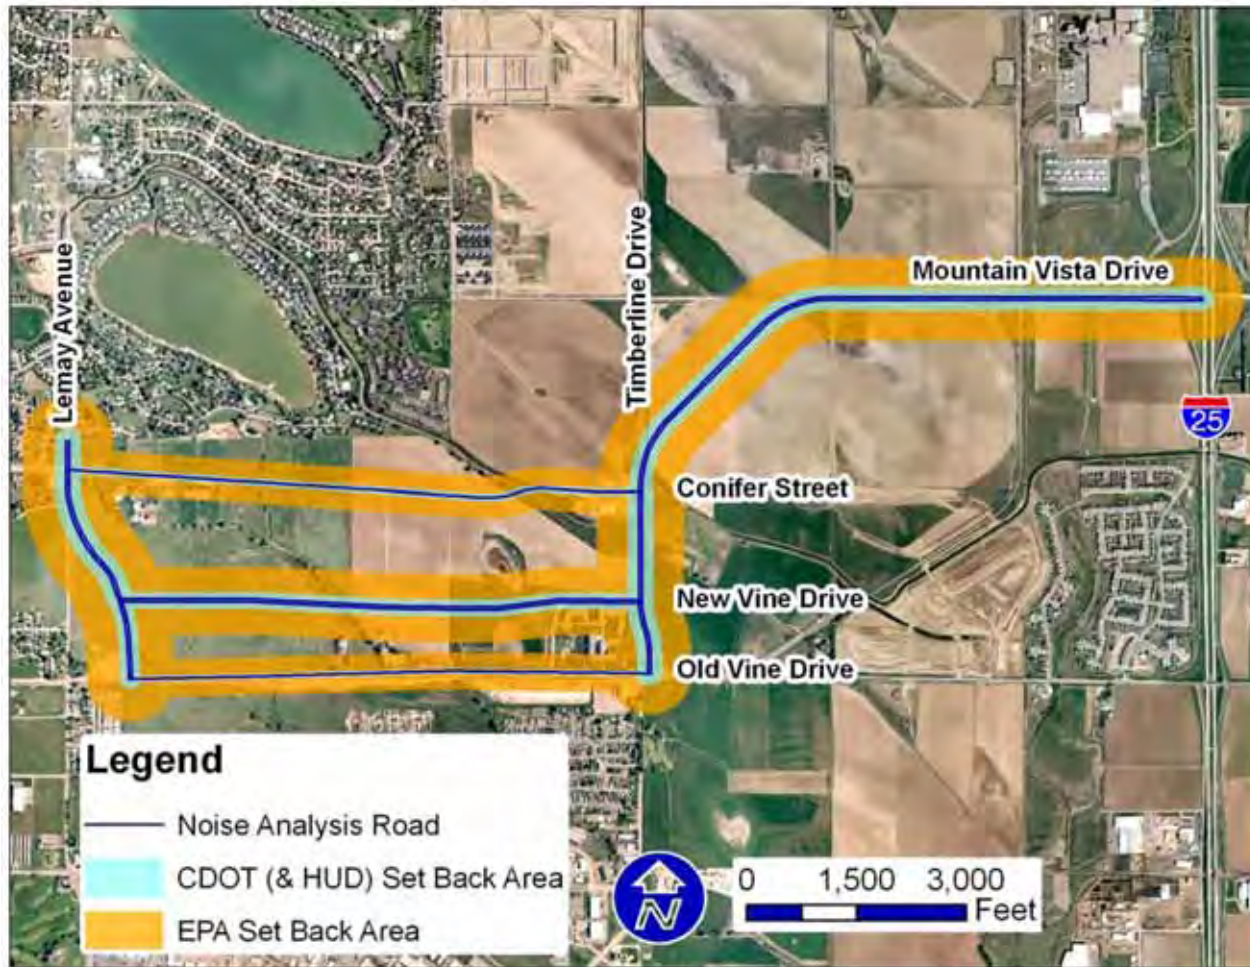 Lemay Avenue
Timberline Drive
Mountain Vista Drive
25
Conifer Street
New Vine Drive
Old Vine Drive
Legend
Noise Analysis Road
CDOT (& HUD) Set Back Area
EPA Set Back Area
N
0 1,500 3,000
Feet